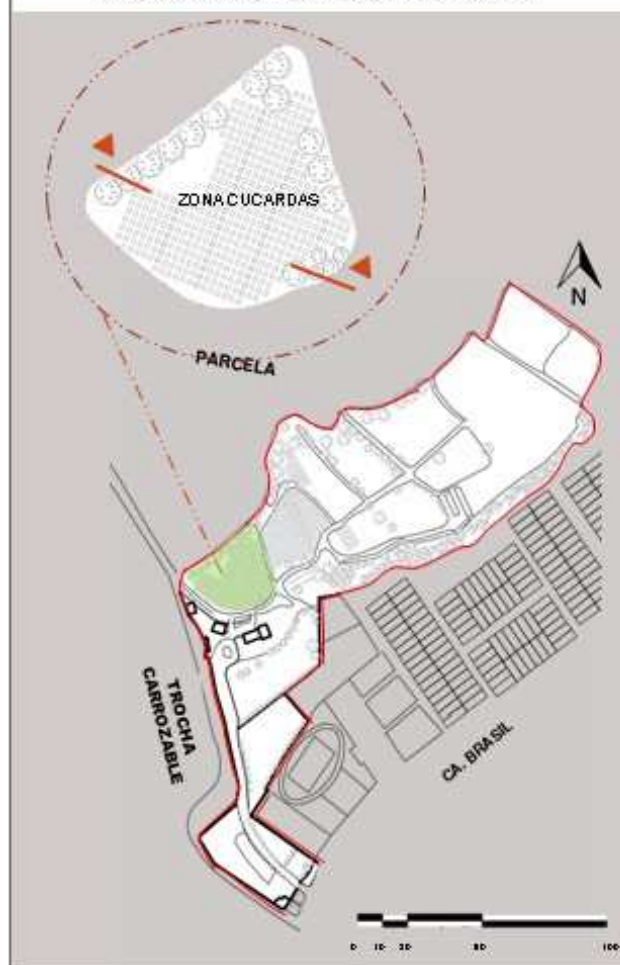 ZONA CUCARDAS
N
PARCELA
TROCHA
CARROZABLE
CA. BRASIL
0 10 20 50 100